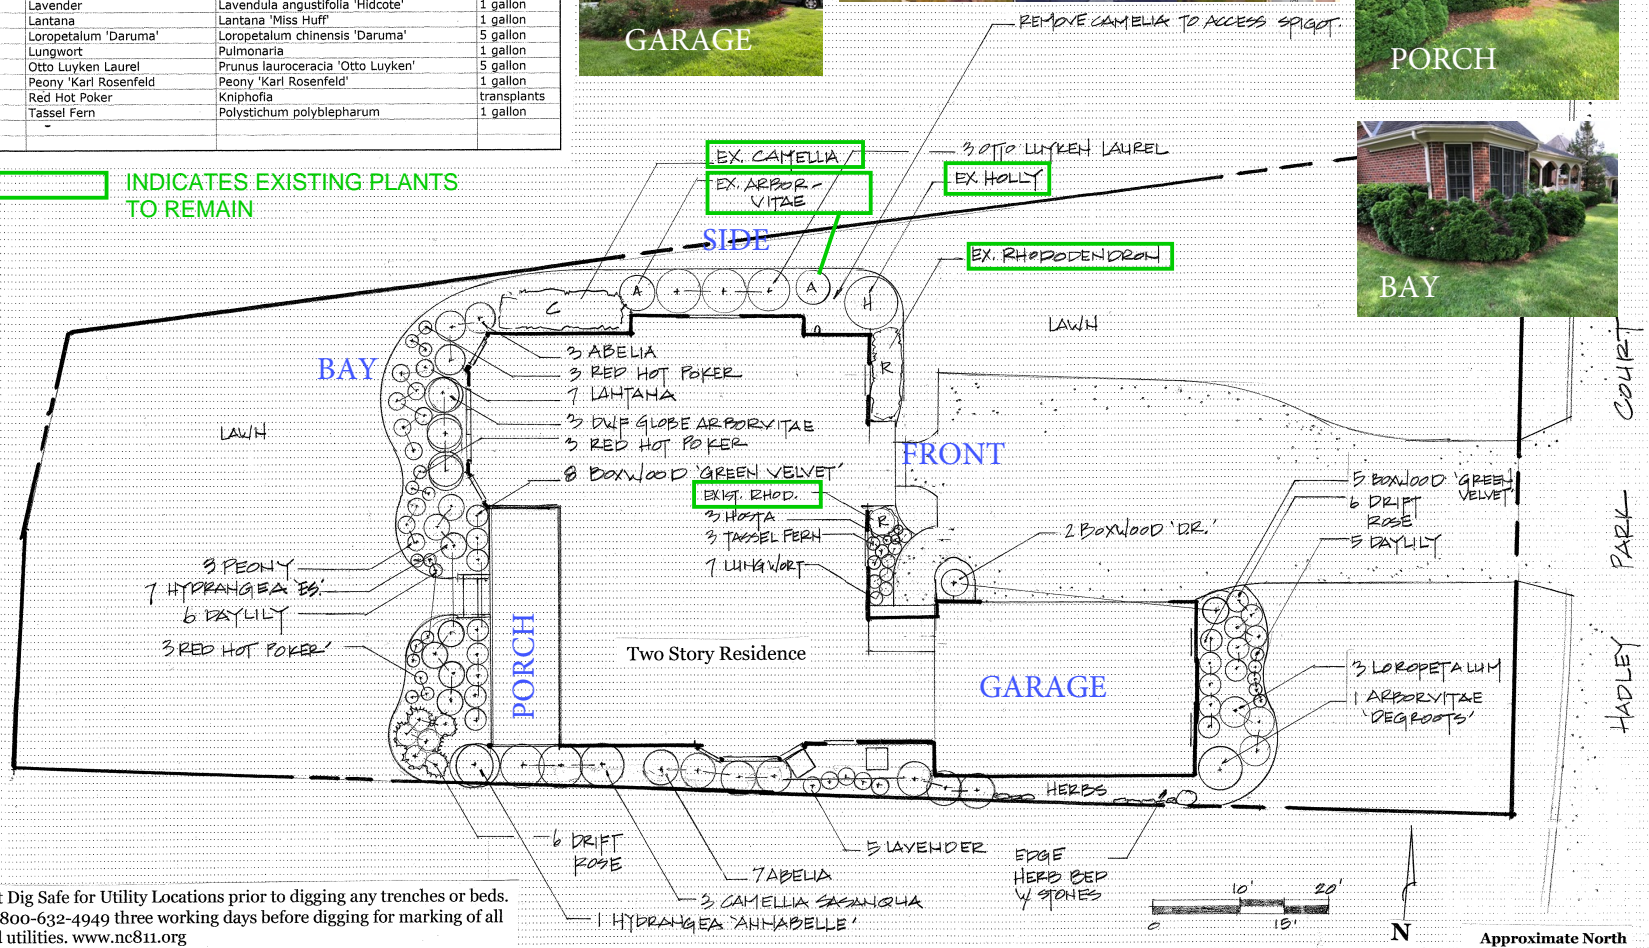 Lavender Lavendula angustifolia 'Hidcote' 1 gallon
Lantana Lantana 'Miss Huff' 1 gallon
Loropetalum 'Daruma' Loropetalum chinensis 'Daruma' 5 gallon
Lungwort Pulmonaria 1 gallon
Otto Luyken Laurel Prunus lauroceracia 'Otto Luyken' 5 gallon
Peony 'Karl Rosenfeld Peony 'Karl Rosenfeld' 1 gallon
Red Hot Poker Kniphofia transplants
Tassel Fern Polystichum polyblepharum 1 gallon
INDICATES EXISTING PLANTS
TO REMAIN
GARAGE
REMOVE CAMELIA TO ACCESS SPIGOT.
PORCH
BAY
EX. CAMELLIA
3 OTTO LUYKEN LAUREL
EX. ARBOR-
VITAE
EX. HOLLY
SIDE
EX. RHODODENDRON
C
A
A
H
R
LAWN
BAY
3 ABELIA
3 RED HOT POKER
7 LANTANA
3 DWF GLOBE ARBORVITAE
3 RED HOT POKER
8 BOXWOOD 'GREEN VELVET'
LAWN
FRONT
EXIST. RHOD.
R
3 HOSTA
3 TASSEL FERN
7 LUNGWORT
2 BOXWOOD 'D.R.'
5 BOXWOOD 'GREEN
VELVET'
6 DRIFT
ROSE
5 DAYLILY
3 PEONY
7 HYDRANGEA 'ES.'
6 DAYLILY
3 RED HOT POKER
PORCH
Two Story Residence
GARAGE
3 LOROPETALUM
1 ARBORVITAE
'DEGROOTS'
HADLEY PARK COURT
HERBS
6 DRIFT
ROSE
5 LAVENDER
7 ABELIA
3 CAMELLIA SASANQUA
1 HYDRANGEA 'ANNABELLE'
EDGE
HERB BED
W/ STONES
10' 20'
0 15'
N
Approximate North
t Dig Safe for Utility Locations prior to digging any trenches or beds.
800-632-4949 three working days before digging for marking of all
l utilities. www.nc811.org